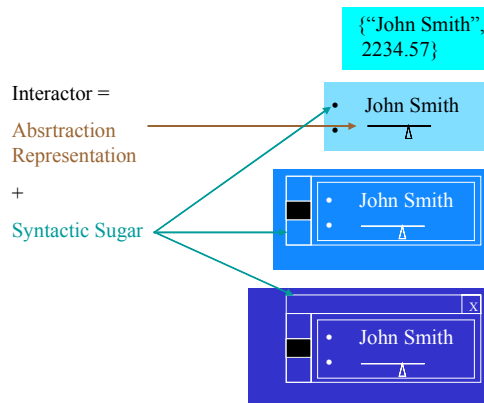 {“John Smith”,
2234.57}
Interactor =
Absrtraction
Representation
+
Syntactic Sugar
• John Smith
•
• John Smith
•
X
• John Smith
•